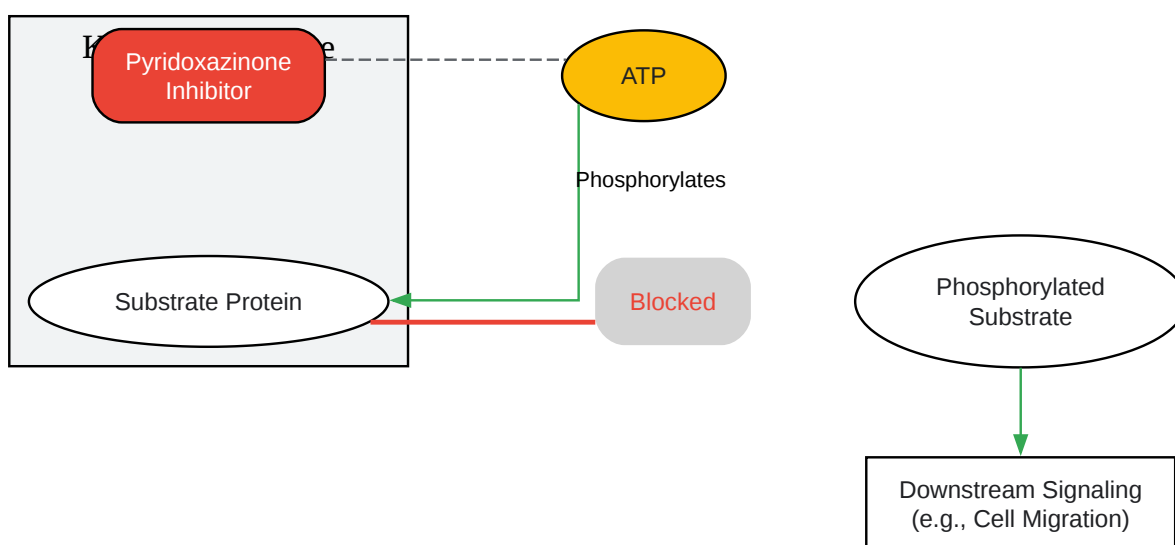 Pyridoxazinone
Inhibitor
ATP
Phosphorylates
Substrate Protein
Blocked
Phosphorylated
Substrate
Downstream Signaling
(e.g., Cell Migration)